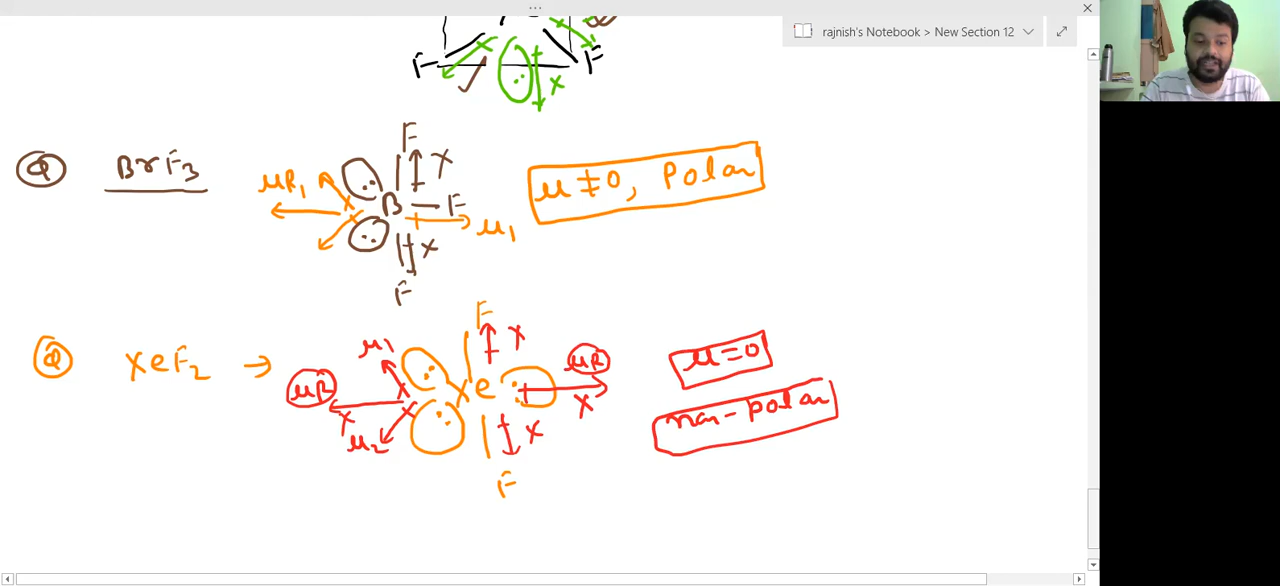 rajnish's Notebook > New Section 12
F F
Q BrF3
F
μR1 B F μ1
F
μ ≠ 0, Polar
Q XeF2 →
F
μ1 μR Xe μR
μ2
F
μ = 0
non-polar